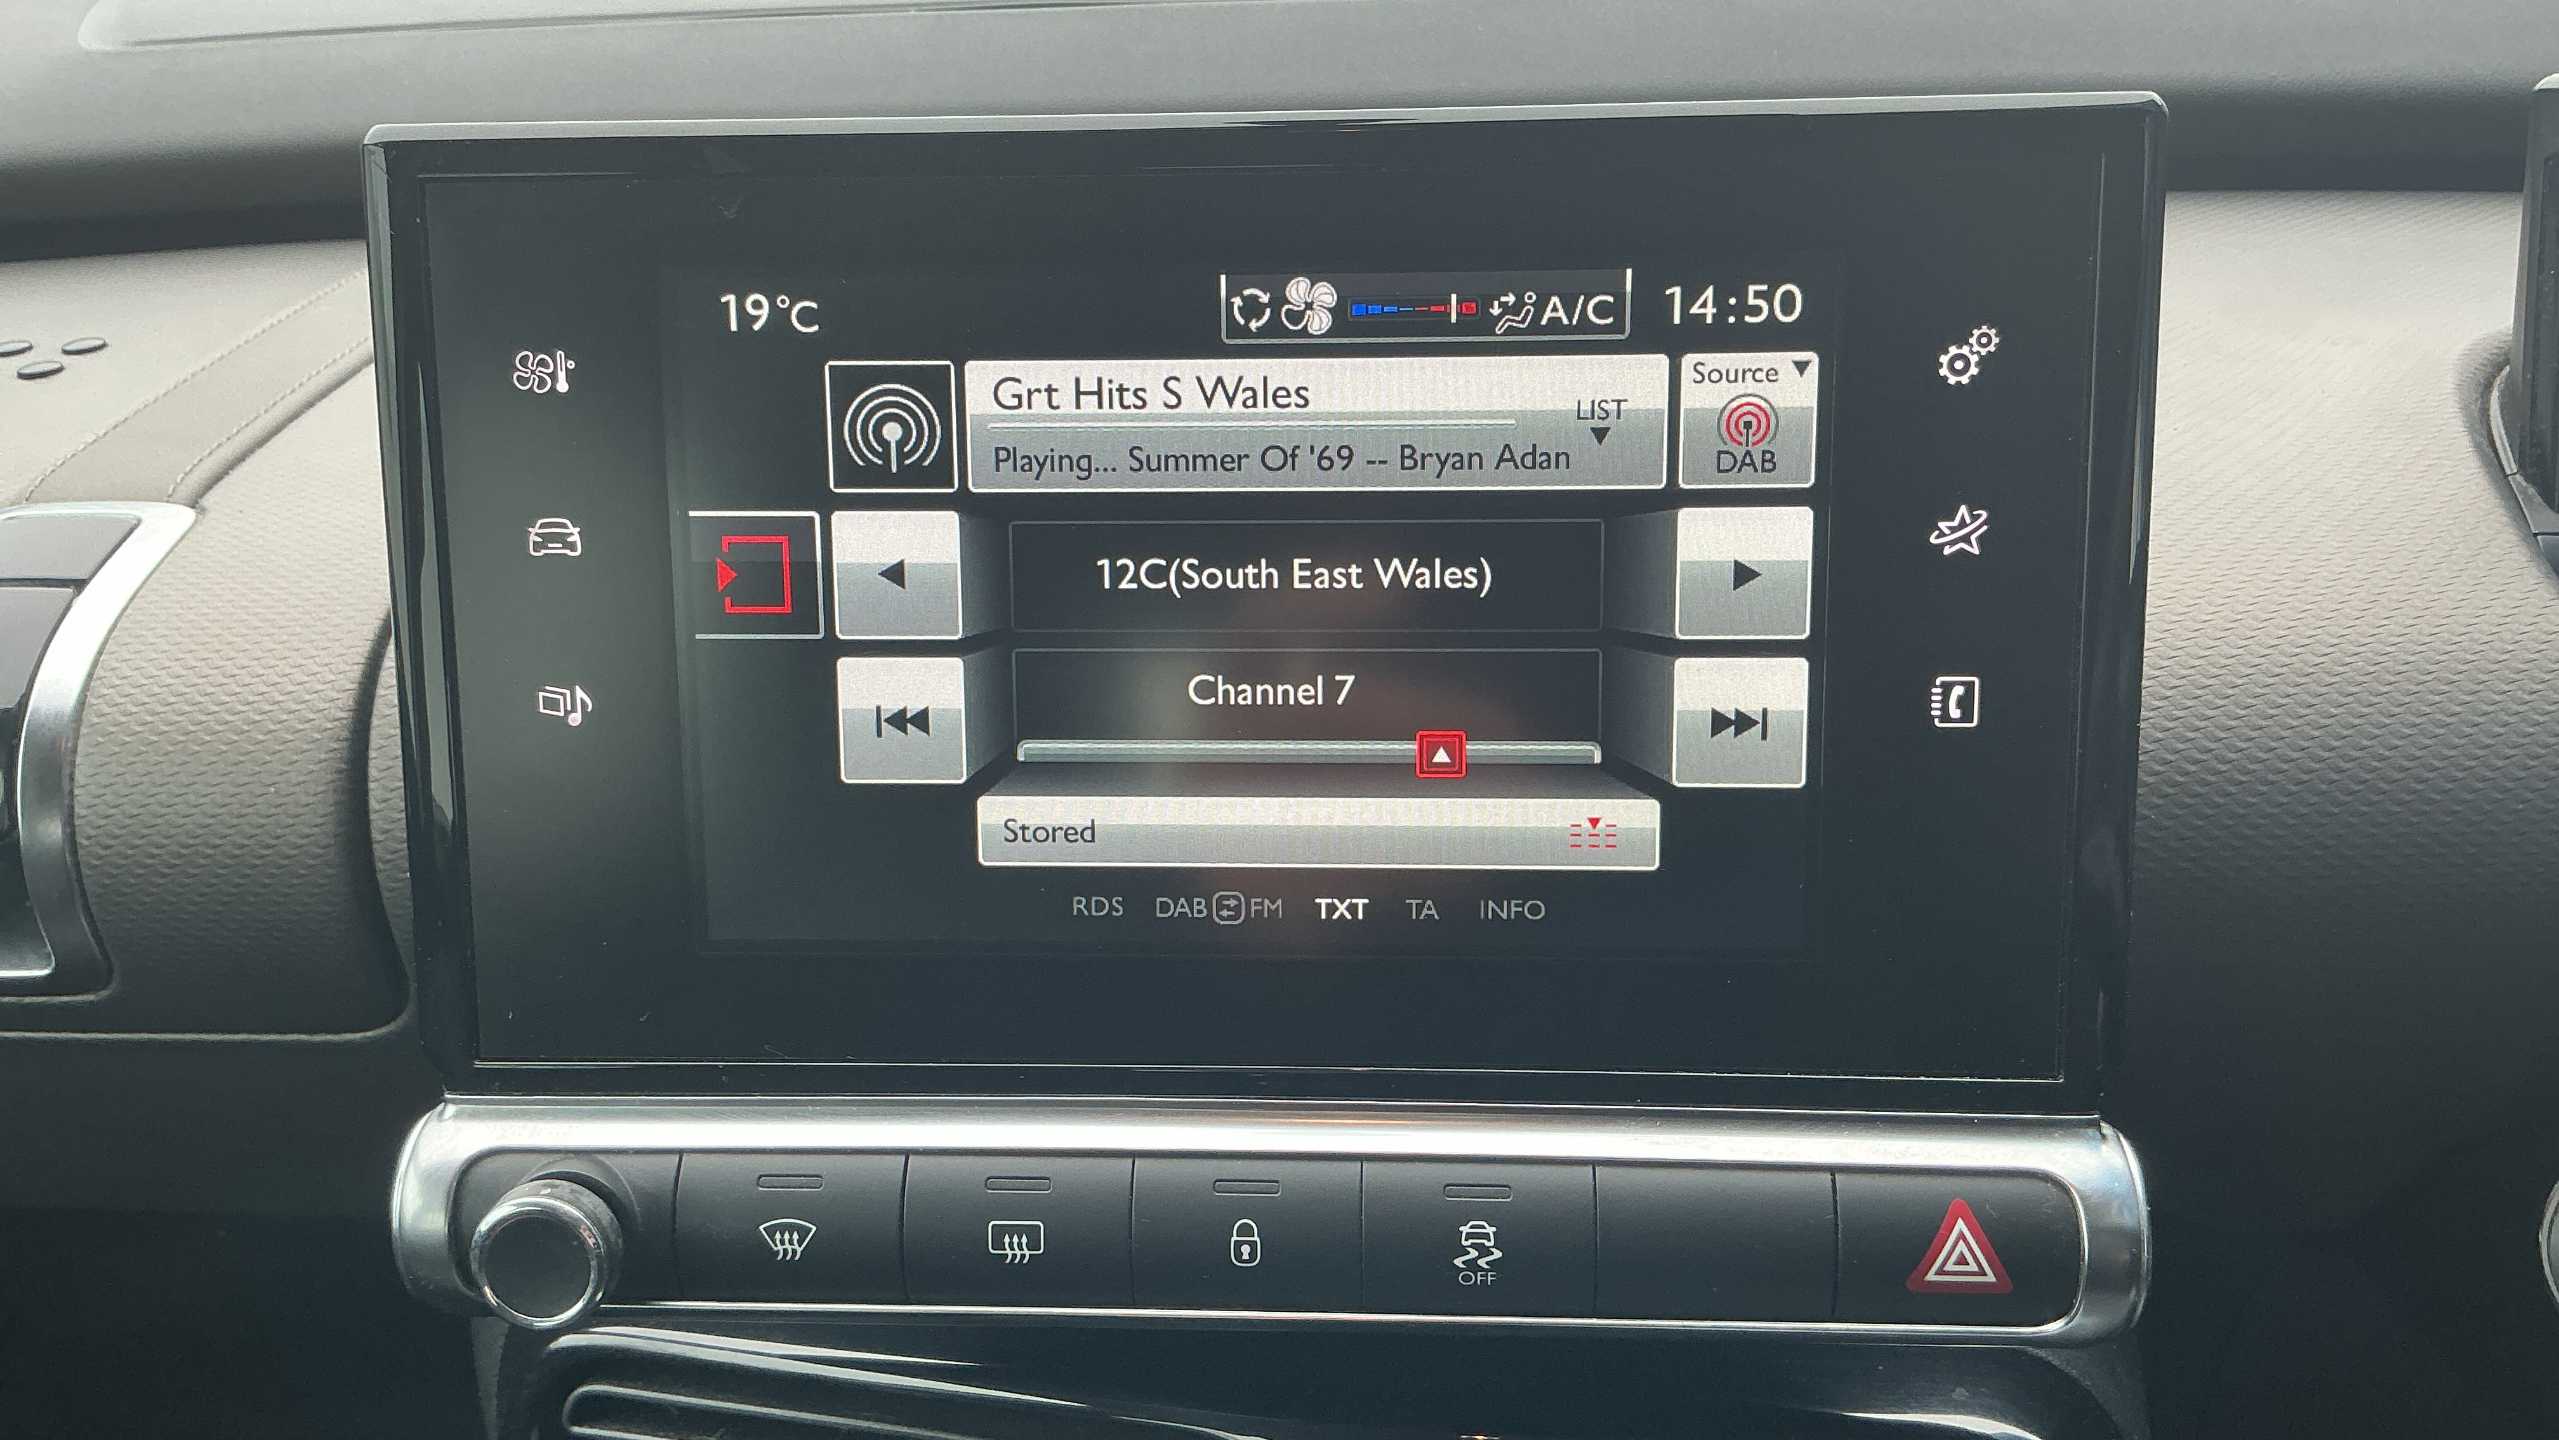 19°C
A/C
14:50
Grt Hits S Wales
LIST
Source
Playing... Summer Of '69 -- Bryan Adan
DAB
12C(South East Wales)
Channel 7
Stored
RDS DAB FM TXT TA INFO
OFF